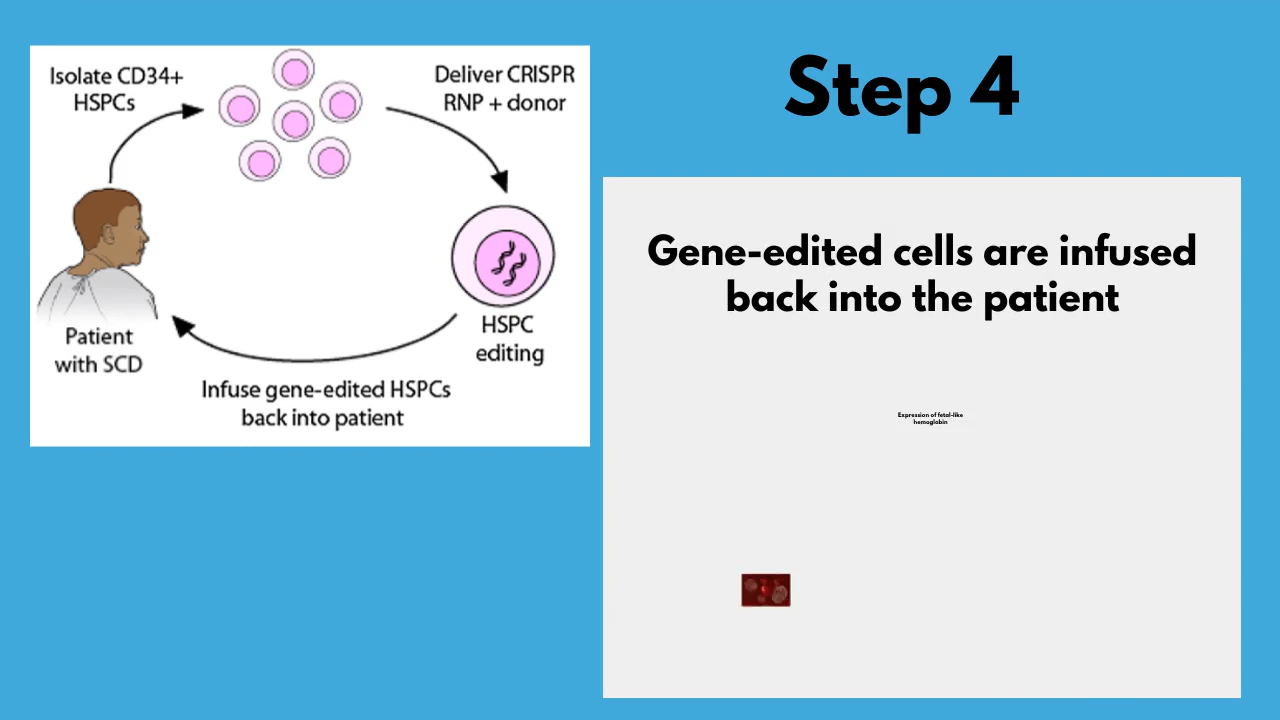 Isolate CD34+
HSPCs
Deliver CRISPR
RNP + donor
HSPC
editing
Patient
with SCD
Infuse gene-edited HSPCs
back into patient
Step 4
Gene-edited cells are infused
back into the patient
Expression of fetal-like
hemoglobin